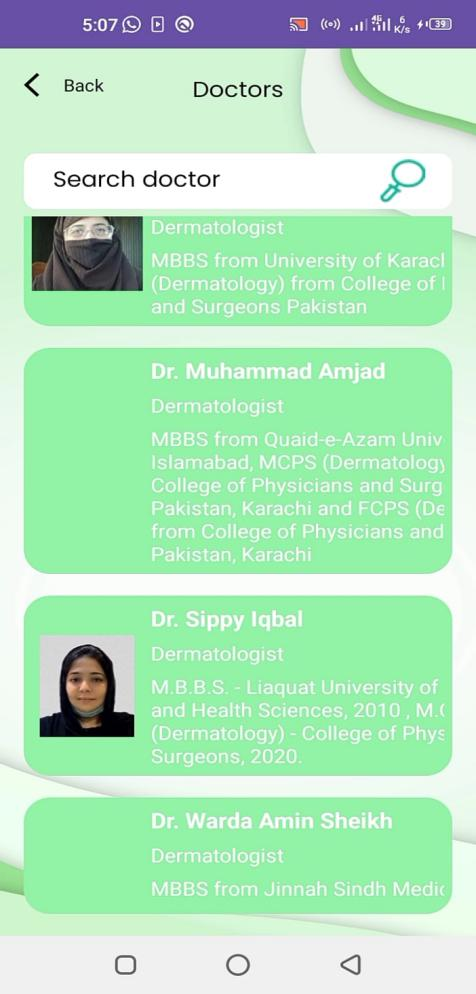 5:07
4G
6
K/s
39
Back
Doctors
Search doctor
Dermatologist
MBBS from University of Karach
(Dermatology) from College of
and Surgeons Pakistan
Dr. Muhammad Amjad
Dermatologist
MBBS from Quaid-e-Azam Univ
Islamabad, MCPS (Dermatology
College of Physicians and Surg
Pakistan, Karachi and FCPS (De
from College of Physicians and
Pakistan, Karachi
Dr. Sippy Iqbal
Dermatologist
M.B.B.S. - Liaquat University of
and Health Sciences, 2010 , M.C
(Dermatology) - College of Phys
Surgeons, 2020.
Dr. Warda Amin Sheikh
Dermatologist
MBBS from Jinnah Sindh Medic